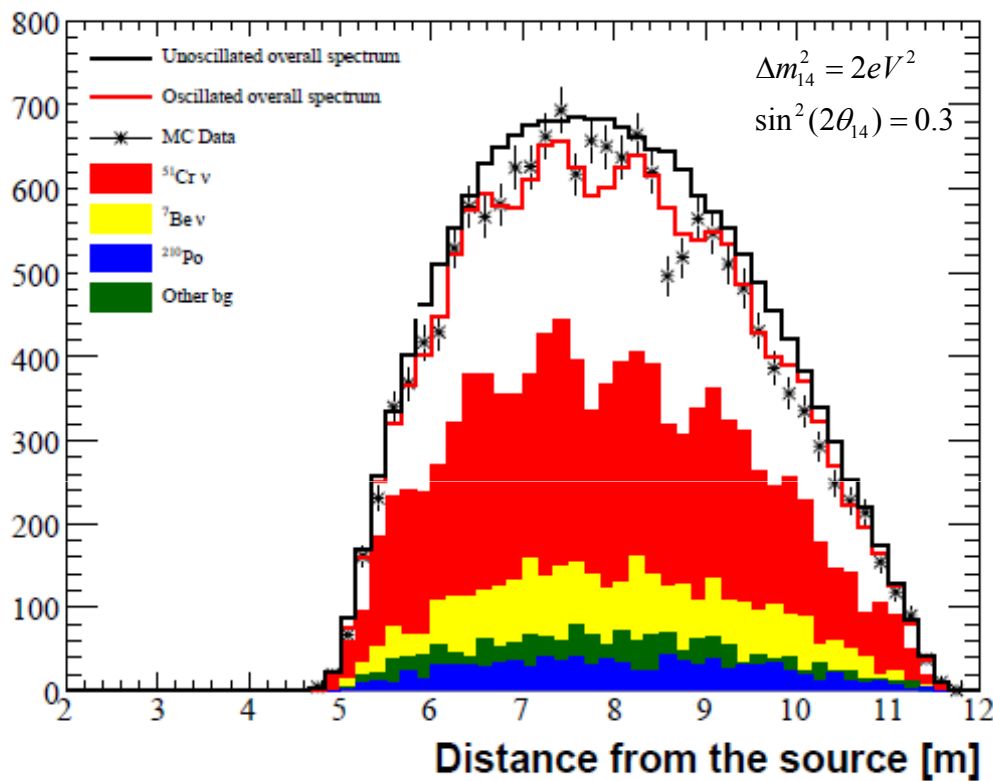 800
700
600
500
400
300
200
100
0
Unoscillated overall spectrum
Oscillated overall spectrum
MC Data
⁵¹Cr ν
⁷Be ν
²¹⁰Po
Other bg
Δm²₁₄ = 2eV²
sin²(2θ₁₄) = 0.3
2 3 4 5 6 7 8 9 10 11 12
Distance from the source [m]